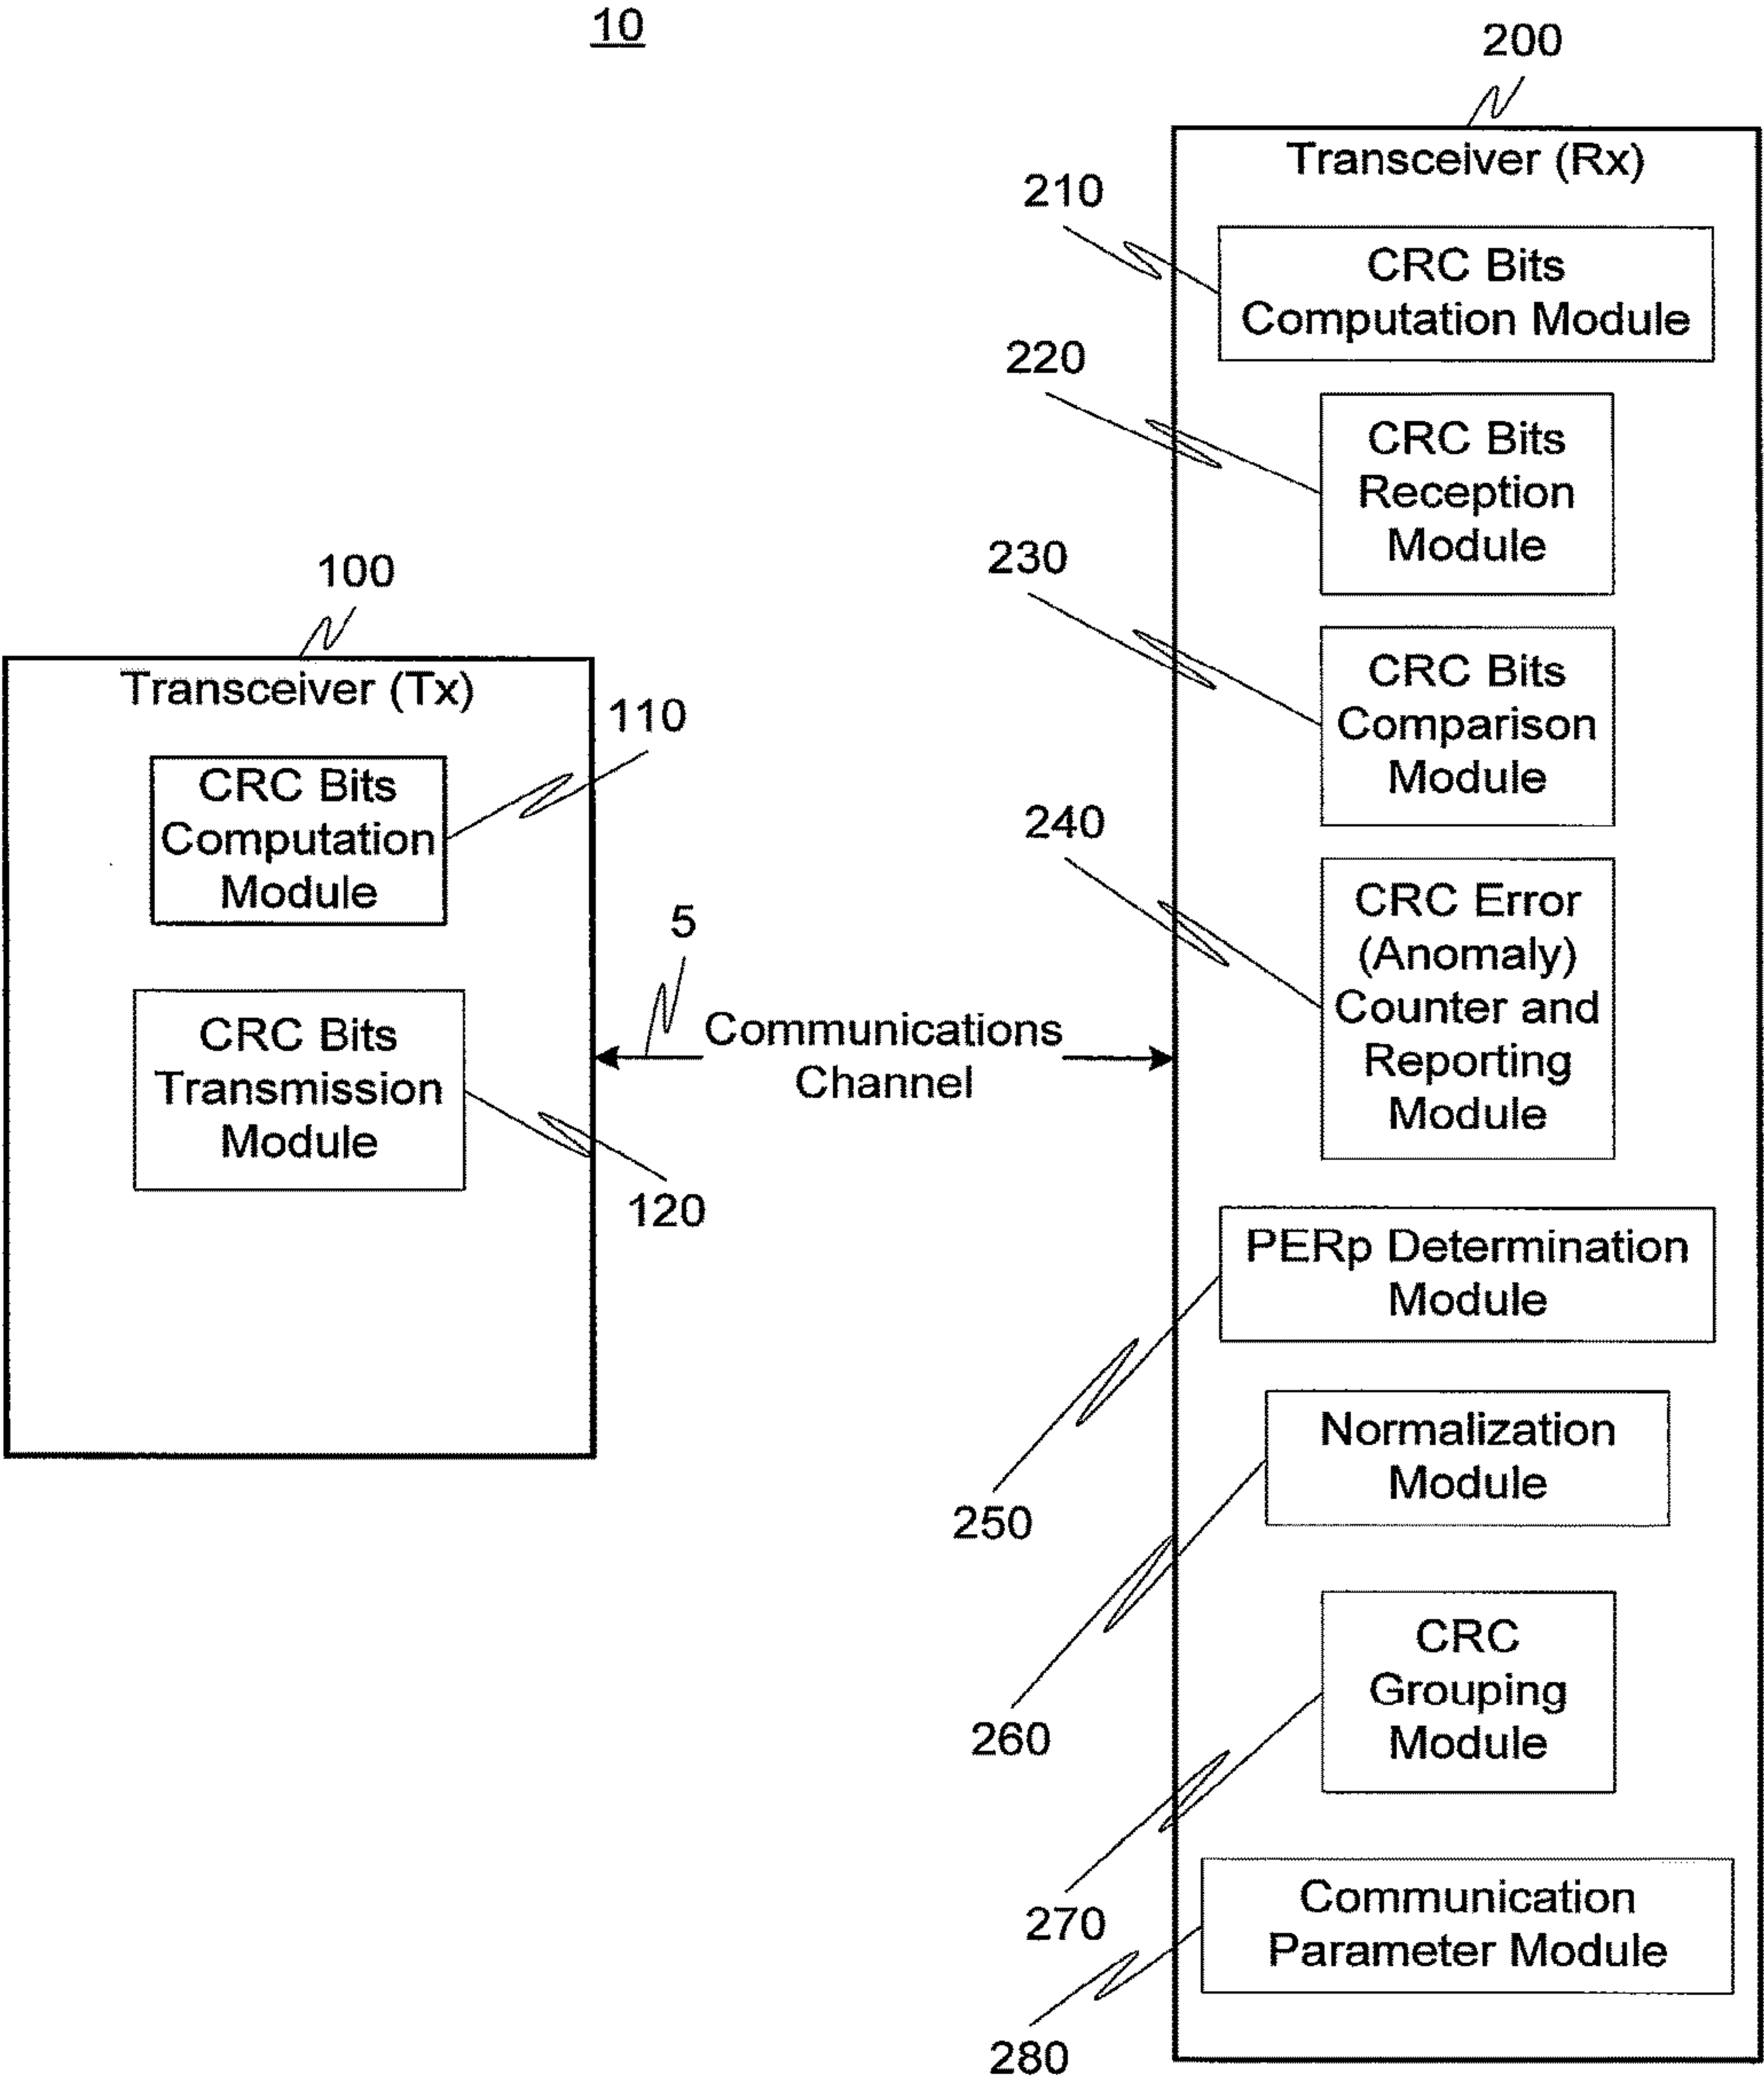 10
200
Transceiver (Rx)
210
CRC Bits
Computation Module
220
CRC Bits
Reception
Module
230
CRC Bits
Comparison
Module
240
CRC Error
(Anomaly)
Counter and
Reporting
Module
PERp Determination
Module
250
Normalization
Module
260
CRC
Grouping
Module
270
Communication
Parameter Module
280
100
Transceiver (Tx)
110
CRC Bits
Computation
Module
CRC Bits
Transmission
Module
120
5
Communications
Channel